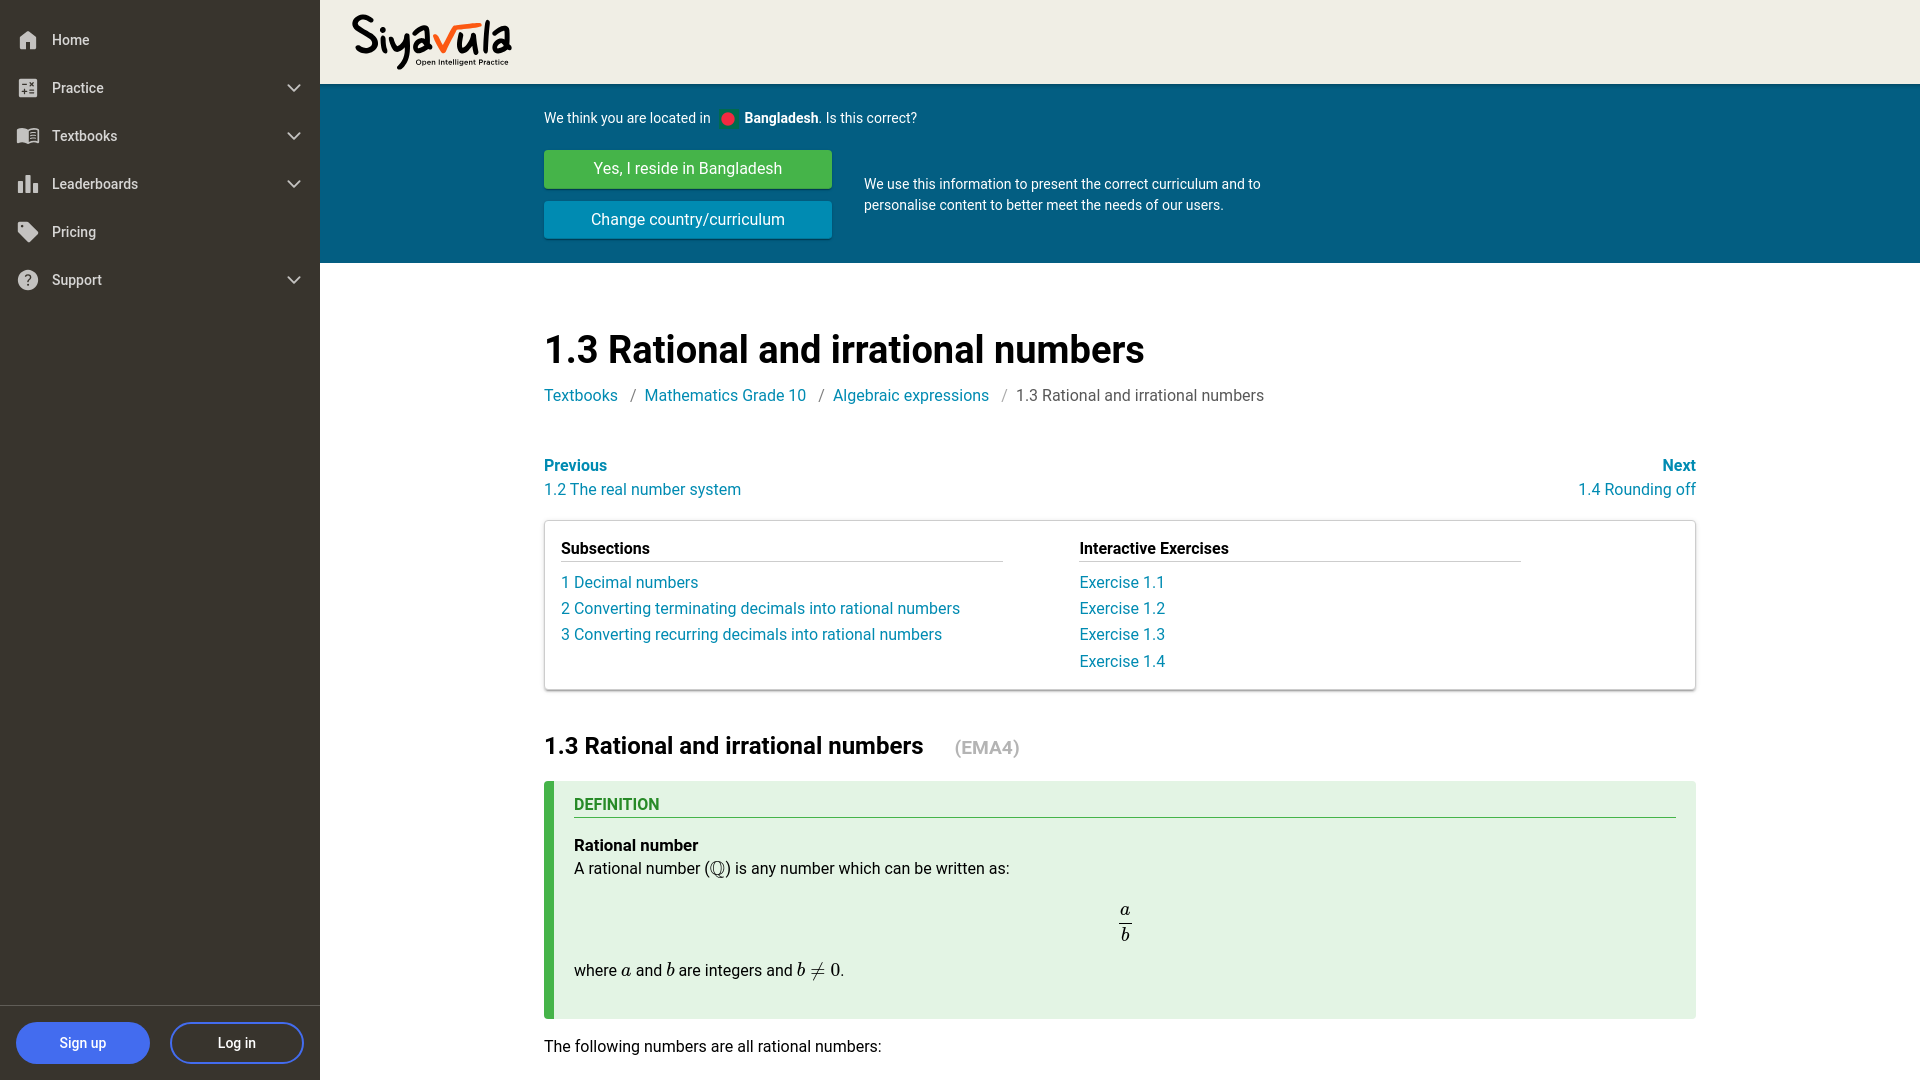 Home
Practice
Textbooks
Leaderboards
Pricing
Support
Sign up
Log in
Siyavula
Open Intelligent Practice
We think you are located in Bangladesh. Is this correct?
Yes, I reside in Bangladesh
Change country/curriculum
We use this information to present the correct curriculum and to
personalise content to better meet the needs of our users.
1.3 Rational and irrational numbers
Textbooks / Mathematics Grade 10 / Algebraic expressions / 1.3 Rational and irrational numbers
Previous
1.2 The real number system
Next
1.4 Rounding off
Subsections
1 Decimal numbers
2 Converting terminating decimals into rational numbers
3 Converting recurring decimals into rational numbers
Interactive Exercises
Exercise 1.1
Exercise 1.2
Exercise 1.3
Exercise 1.4
1.3 Rational and irrational numbers (EMA4)
DEFINITION
Rational number
A rational number (ℚ) is any number which can be written as:
a
b
where a and b are integers and b ≠ 0.
The following numbers are all rational numbers: